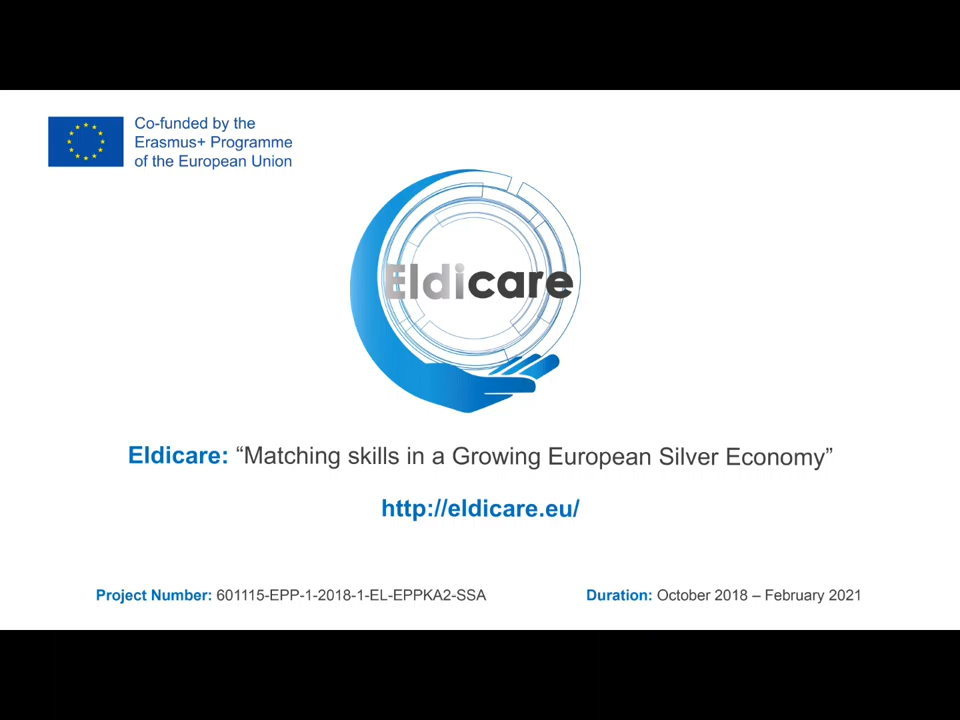 Co-funded by the
Erasmus+ Programme
of the European Union
Eldicare
Eldicare: “Matching skills in a Growing European Silver Economy”
http://eldicare.eu/
Project Number: 601115-EPP-1-2018-1-EL-EPPKA2-SSA
Duration: October 2018 – February 2021